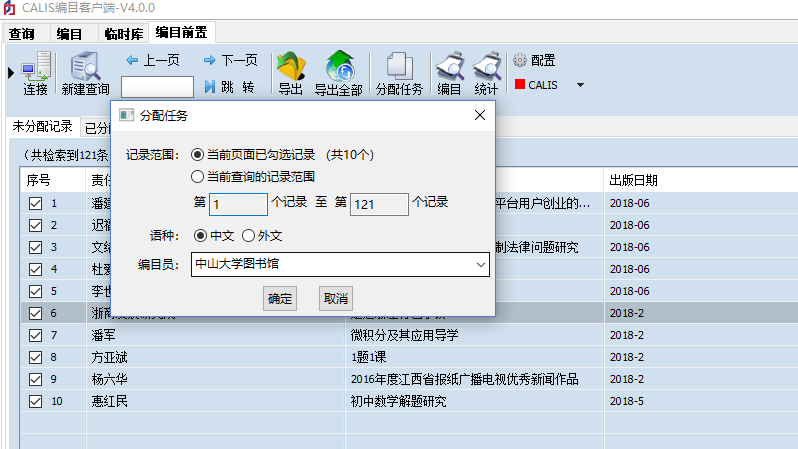 CALIS编目客户端-V4.0.0
查询 编目 临时库 编目前置
连接 新建查询 上一页 下一页 跳 转 导出 导出全部 分配任务 编目 统计 配置 CALIS
未分配记录 已分
（共检索到121条
分配任务
记录范围： 当前页面已勾选记录 （共10个）
当前查询的记录范围
第 1 个记录 至 第 121 个记录
语种： 中文 外文
编目员： 中山大学图书馆
确定 取消
序号 责任 出版日期
1 潘 平台用户创业的... 2018-06
2 迟福 2018-06
3 文 制法律问题研究 2018-06
4 杜爱 2018-06
5 李世 2018-06
6 2018-2
7 潘军 微积分及其应用导学 2018-2
8 方亚斌 1题1课 2018-2
9 杨六华 2016年度江西省报纸广播电视优秀新闻作品 2018-2
10 惠红民 初中数学解题研究 2018-5